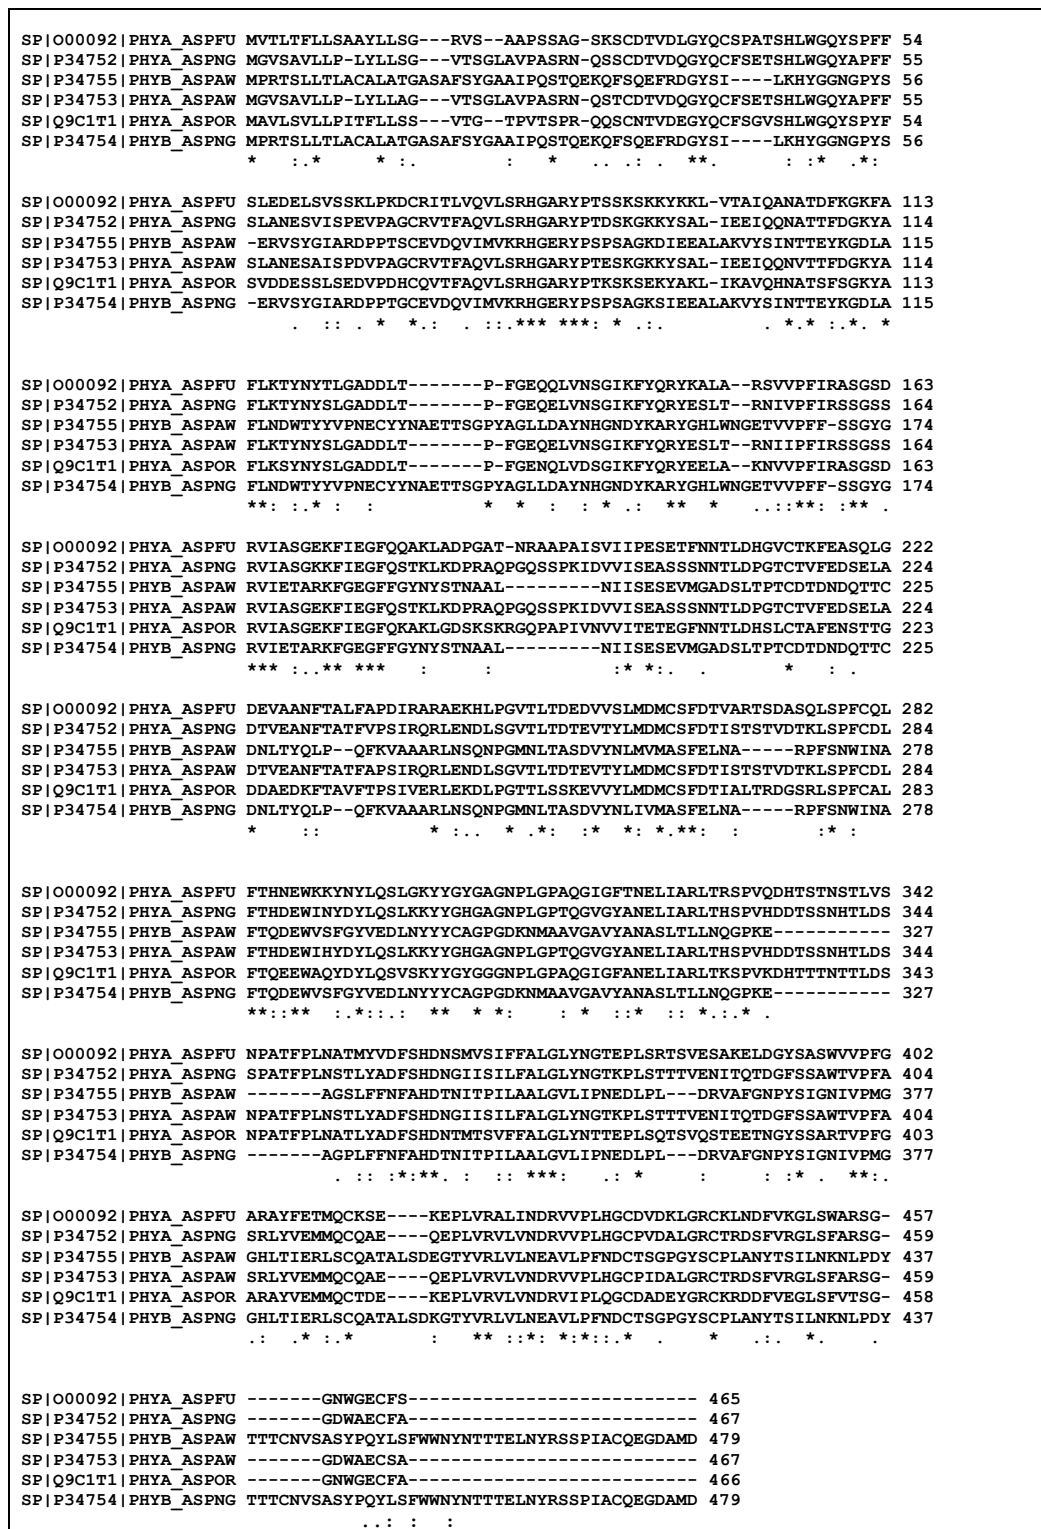 SP|O00092|PHYA_ASPFU MVTLTFLLSAAYLLSG---RVS--AAPSSAG-SKSCDTVDLGYQCSPATSHLWGQYSPFF 54
SP|P34752|PHYA_ASPNG MGVSAVLLP-LYLLSG---VTSGLAVPASRN-QSSCDTVDQGYQCFSETSHLWGQYAPFF 55
SP|P34755|PHYB_ASPAW MPRTSLLTLACALATGASAFSYGAAIPQSTQEKQFSQEFRDGYSI----LKHYGGNGPYS 56
SP|P34753|PHYA_ASPAW MGVSAVLLP-LYLLAG---VTSGLAVPASRN-QSTCDTVDQGYQCFSETSHLWGQYAPFF 55
SP|Q9C1T1|PHYA_ASPOR MAVLSVLLPITFLLSS---VTG--TPVTSPR-QQSCNTVDEGYQCFSGVSHLWGQYSPYF 54
SP|P34754|PHYB_ASPNG MPRTSLLTLACALATGASAFSYGAAIPQSTQEKQFSQEFRDGYSI----LKHYGGNGPYS 56
* :.* * :. : * .. .: . **. : :* .*:
SP|O00092|PHYA_ASPFU SLEDELSVSSKLPKDCRITLVQVLSRHGARYPTSSKSKKYKKL-VTAIQANATDFKGKFA 113
SP|P34752|PHYA_ASPNG SLANESVISPEVPAGCRVTFAQVLSRHGARYPTDSKGKKYSAL-IEEIQQNATTFDGKYA 114
SP|P34755|PHYB_ASPAW -ERVSYGIARDPPTSCEVDQVIMVKRHGERYPSPSAGKDIEEALAKVYSINTTEYKGDLA 115
SP|P34753|PHYA_ASPAW SLANESAISPDVPAGCRVTFAQVLSRHGARYPTESKGKKYSAL-IEEIQQNVTTFDGKYA 114
SP|Q9C1T1|PHYA_ASPOR SVDDESSLSEDVPDHCQVTFAQVLSRHGARYPTKSKSEKYAKL-IKAVQHNATSFSGKYA 113
SP|P34754|PHYB_ASPNG -ERVSYGIARDPPTGCEVDQVIMVKRHGERYPSPSAGKSIEEALAKVYSINTTEYKGDLA 115
. :: . * *.: . ::.*** ***: * .:. . *.* :.*. *
SP|O00092|PHYA_ASPFU FLKTYNYTLGADDLT-------P-FGEQQLVNSGIKFYQRYKALA--RSVVPFIRASGSD 163
SP|P34752|PHYA_ASPNG FLKTYNYSLGADDLT-------P-FGEQELVNSGIKFYQRYESLT--RNIVPFIRSSGSS 164
SP|P34755|PHYB_ASPAW FLNDWTYYVPNECYYNAETTSGPYAGLLDAYNHGNDYKARYGHLWNGETVVPFF-SSGYG 174
SP|P34753|PHYA_ASPAW FLKTYNYSLGADDLT-------P-FGEQELVNSGIKFYQRYESLT--RNIIPFIRSSGSS 164
SP|Q9C1T1|PHYA_ASPOR FLKSYNYSLGADDLT-------P-FGENQLVDSGIKFYQRYEELA--KNVVPFIRASGSD 163
SP|P34754|PHYB_ASPNG FLNDWTYYVPNECYYNAETTSGPYAGLLDAYNHGNDYKARYGHLWNGETVVPFF-SSGYG 174
**: :.* : : * * : : * .: ** * ..::**: :** .
SP|O00092|PHYA_ASPFU RVIASGEKFIEGFQQAKLADPGAT-NRAAPAISVIIPESETFNNTLDHGVCTKFEASQLG 222
SP|P34752|PHYA_ASPNG RVIASGKKFIEGFQSTKLKDPRAQPGQSSPKIDVVISEASSSNNTLDPGTCTVFEDSELA 224
SP|P34755|PHYB_ASPAW RVIETARKFGEGFFGYNYSTNAAL---------NIISESEVMGADSLTPTCDTDNDQTTC 225
SP|P34753|PHYA_ASPAW RVIASGEKFIEGFQSTKLKDPRAQPGQSSPKIDVVISEASSSNNTLDPGTCTVFEDSELA 224
SP|Q9C1T1|PHYA_ASPOR RVIASGEKFIEGFQKAKLGDSKSKRGQPAPIVNVVITETEGFNNTLDHSLCTAFENSTTG 223
SP|P34754|PHYB_ASPNG RVIETARKFGEGFFGYNYSTNAAL---------NIISESEVMGADSLTPTCDTDNDQTTC 225
*** :..** *** : : :* *:. . * : .
SP|O00092|PHYA_ASPFU DEVAANFTALFAPDIRARAEKHLPGVTLTDEDVVSLMDMCSFDTVARTSDASQLSPFCQL 282
SP|P34752|PHYA_ASPNG DTVEANFTATFVPSIRQRLENDLSGVTLTDTEVTYLMDMCSFDTISTSTVDTKLSPFCDL 284
SP|P34755|PHYB_ASPAW DNLTYQLP--QFKVAAARLNSQNPGMNLTASDVYNLMVMASFELNA-----RPFSNWINA 278
SP|P34753|PHYA_ASPAW DTVEANFTATFAPSIRQRLENDLSGVTLTDTEVTYLMDMCSFDTISTSTVDTKLSPFCDL 284
SP|Q9C1T1|PHYA_ASPOR DDAEDKFTAVFTPSIVERLEKDLPGTTLSSKEVVYLMDMCSFDTIALTRDGSRLSPFCAL 283
SP|P34754|PHYB_ASPNG DNLTYQLP--QFKVAAARLNSQNPGMNLTASDVYNLIVMASFELNA-----RPFSNWINA 278
* :: * :.. * .*: :* *: *.**: : :* :
SP|O00092|PHYA_ASPFU FTHNEWKKYNYLQSLGKYYGYGAGNPLGPAQGIGFTNELIARLTRSPVQDHTSTNSTLVS 342
SP|P34752|PHYA_ASPNG FTHDEWINYDYLQSLKKYYGHGAGNPLGPTQGVGYANELIARLTHSPVHDDTSSNHTLDS 344
SP|P34755|PHYB_ASPAW FTQDEWVSFGYVEDLNYYYCAGPGDKNMAAVGAVYANASLTLLNQGPKE----------- 327
SP|P34753|PHYA_ASPAW FTHDEWIHYDYLQSLKKYYGHGAGNPLGPTQGVGYANELIARLTHSPVHDDTSSNHTLDS 344
SP|Q9C1T1|PHYA_ASPOR FTQEEWAQYDYLQSVSKYYGYGGGNPLGPAQGIGFANELIARLTKSPVKDHTTTNTTLDS 343
SP|P34754|PHYB_ASPNG FTQDEWVSFGYVEDLNYYYCAGPGDKNMAAVGAVYANASLTLLNQGPKE----------- 327
**::** :.*::.: ** * *: : * ::* :: *.:.* .
SP|O00092|PHYA_ASPFU NPATFPLNATMYVDFSHDNSMVSIFFALGLYNGTEPLSRTSVESAKELDGYSASWVVPFG 402
SP|P34752|PHYA_ASPNG SPATFPLNSTLYADFSHDNGIISILFALGLYNGTKPLSTTTVENITQTDGFSSAWTVPFA 404
SP|P34755|PHYB_ASPAW -------AGSLFFNFAHDTNITPILAALGVLIPNEDLPL---DRVAFGNPYSIGNIVPMG 377
SP|P34753|PHYA_ASPAW NPATFPLNSTLYADFSHDNGIISILFALGLYNGTKPLSTTTVENITQTDGFSSAWTVPFA 404
SP|Q9C1T1|PHYA_ASPOR NPATFPLNATLYADFSHDNTMTSVFFALGLYNTTEPLSQTSVQSTEETNGYSSARTVPFG 403
SP|P34754|PHYB_ASPNG -------AGPLFFNFAHDTNITPILAALGVLIPNEDLPL---DRVAFGNPYSIGNIVPMG 377
. :: :*:**. : :: ***: .: * : : :* . **:.
SP|O00092|PHYA_ASPFU ARAYFETMQCKSE----KEPLVRALINDRVVPLHGCDVDKLGRCKLNDFVKGLSWARSG- 457
SP|P34752|PHYA_ASPNG SRLYVEMMQCQAE----QEPLVRVLVNDRVVPLHGCPVDALGRCTRDSFVRGLSFARSG- 459
SP|P34755|PHYB_ASPAW GHLTIERLSCQATALSDEGTYVRLVLNEAVLPFNDCTSGPGYSCPLANYTSILNKNLPDY 437
SP|P34753|PHYA_ASPAW SRLYVEMMQCQAE----QEPLVRVLVNDRVVPLHGCPIDALGRCTRDSFVRGLSFARSG- 459
SP|Q9C1T1|PHYA_ASPOR ARAYVEMMQCTDE----KEPLVRVLVNDRVIPLQGCDADEYGRCKRDDFVEGLSFVTSG- 458
SP|P34754|PHYB_ASPNG GHLTIERLSCQATALSDKGTYVRLVLNEAVLPFNDCTSGPGYSCPLANYTSILNKNLPDY 437
.: .* :.* : ** ::*: *:*::.* * .:. *. .
SP|O00092|PHYA_ASPFU -------GNWGECFS--------------------------- 465
SP|P34752|PHYA_ASPNG -------GDWAECFA--------------------------- 467
SP|P34755|PHYB_ASPAW TTTCNVSASYPQYLSFWWNYNTTTELNYRSSPIACQEGDAMD 479
SP|P34753|PHYA_ASPAW -------GDWAECSA--------------------------- 467
SP|Q9C1T1|PHYA_ASPOR -------GNWGECFA--------------------------- 466
SP|P34754|PHYB_ASPNG TTTCNVSASYPQYLSFWWNYNTTTELNYRSSPIACQEGDAMD 479
..: : :